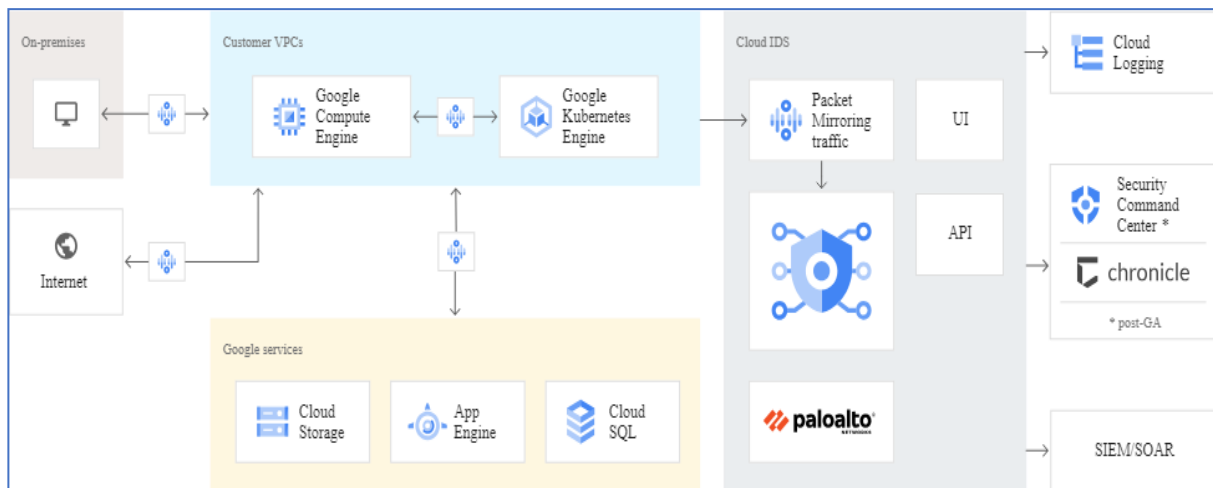 On-premises
Customer VPCs
Cloud IDS
Google
Compute
Engine
Google
Kubernetes
Engine
Packet
Mirroring
traffic
UI
Cloud
Logging
Internet
API
Security
Command
Center *
chronicle
* post-GA
Google services
Cloud
Storage
App
Engine
Cloud
SQL
paloalto®
NETWORKS
SIEM/SOAR